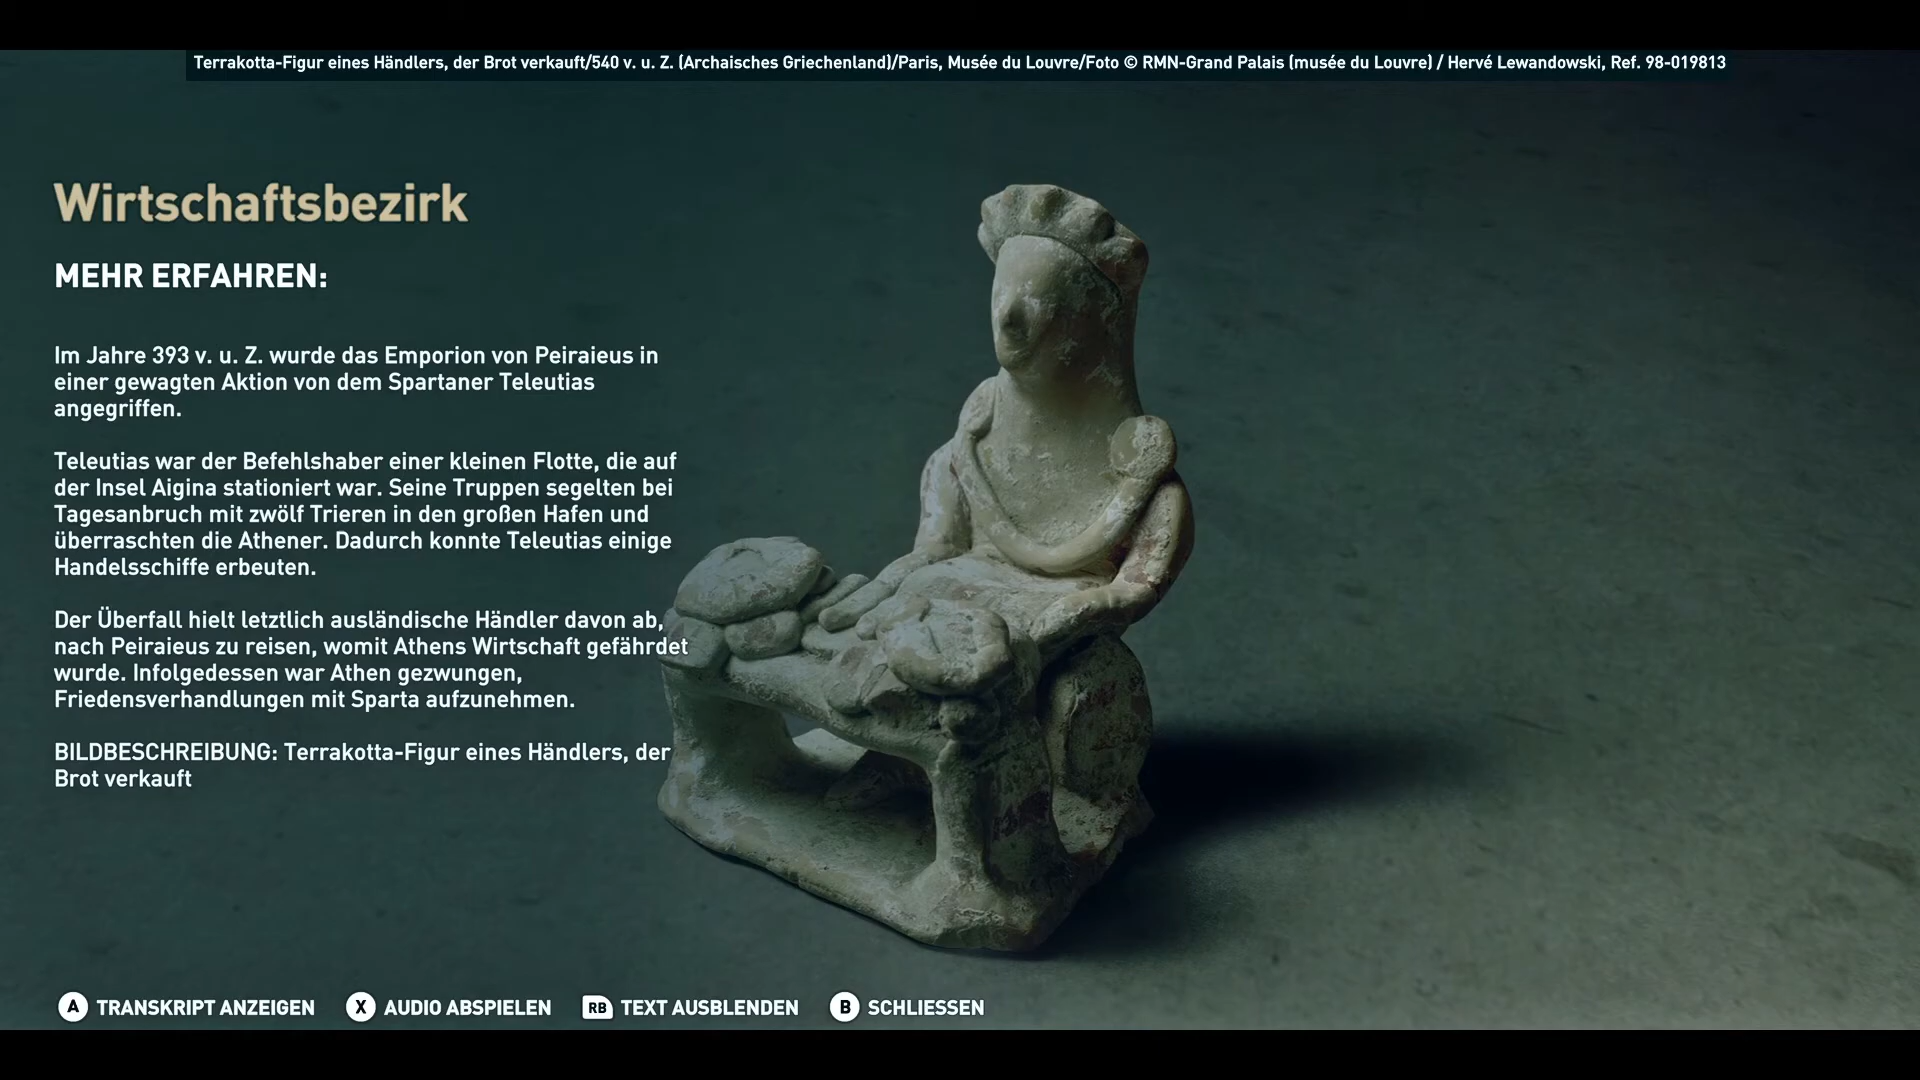 Terrakotta-Figur eines Händlers, der Brot verkauft/540 v. u. Z. (Archaisches Griechenland)/Paris, Musée du Louvre/Foto © RMN-Grand Palais (musée du Louvre) / Hervé Lewandowski, Ref. 98-019813
Wirtschaftsbezirk
MEHR ERFAHREN:
Im Jahre 393 v. u. Z. wurde das Emporion von Peiraieus in
einer gewagten Aktion von dem Spartaner Teleutias
angegriffen.
Teleutias war der Befehlshaber einer kleinen Flotte, die auf
der Insel Aigina stationiert war. Seine Truppen segelten bei
Tagesanbruch mit zwölf Trieren in den großen Hafen und
überraschten die Athener. Dadurch konnte Teleutias einige
Handelsschiffe erbeuten.
Der Überfall hielt letztlich ausländische Händler davon ab,
nach Peiraieus zu reisen, womit Athens Wirtschaft gefährdet
wurde. Infolgedessen war Athen gezwungen,
Friedensverhandlungen mit Sparta aufzunehmen.
BILDBESCHREIBUNG: Terrakotta-Figur eines Händlers, der
Brot verkauft
A TRANSKRIPT ANZEIGEN X AUDIO ABSPIELEN RB TEXT AUSBLENDEN B SCHLIESSEN